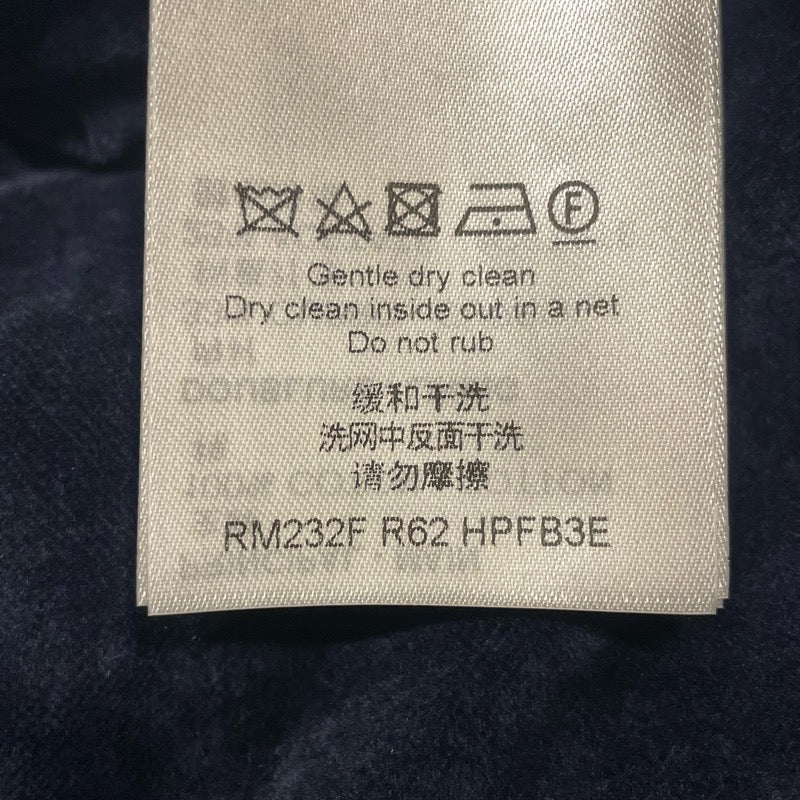 F
Gentle dry clean
Dry clean inside out in a net
Do not rub
缓和干洗
洗网中反面干洗
请勿摩擦
RM232F R62 HPFB3E